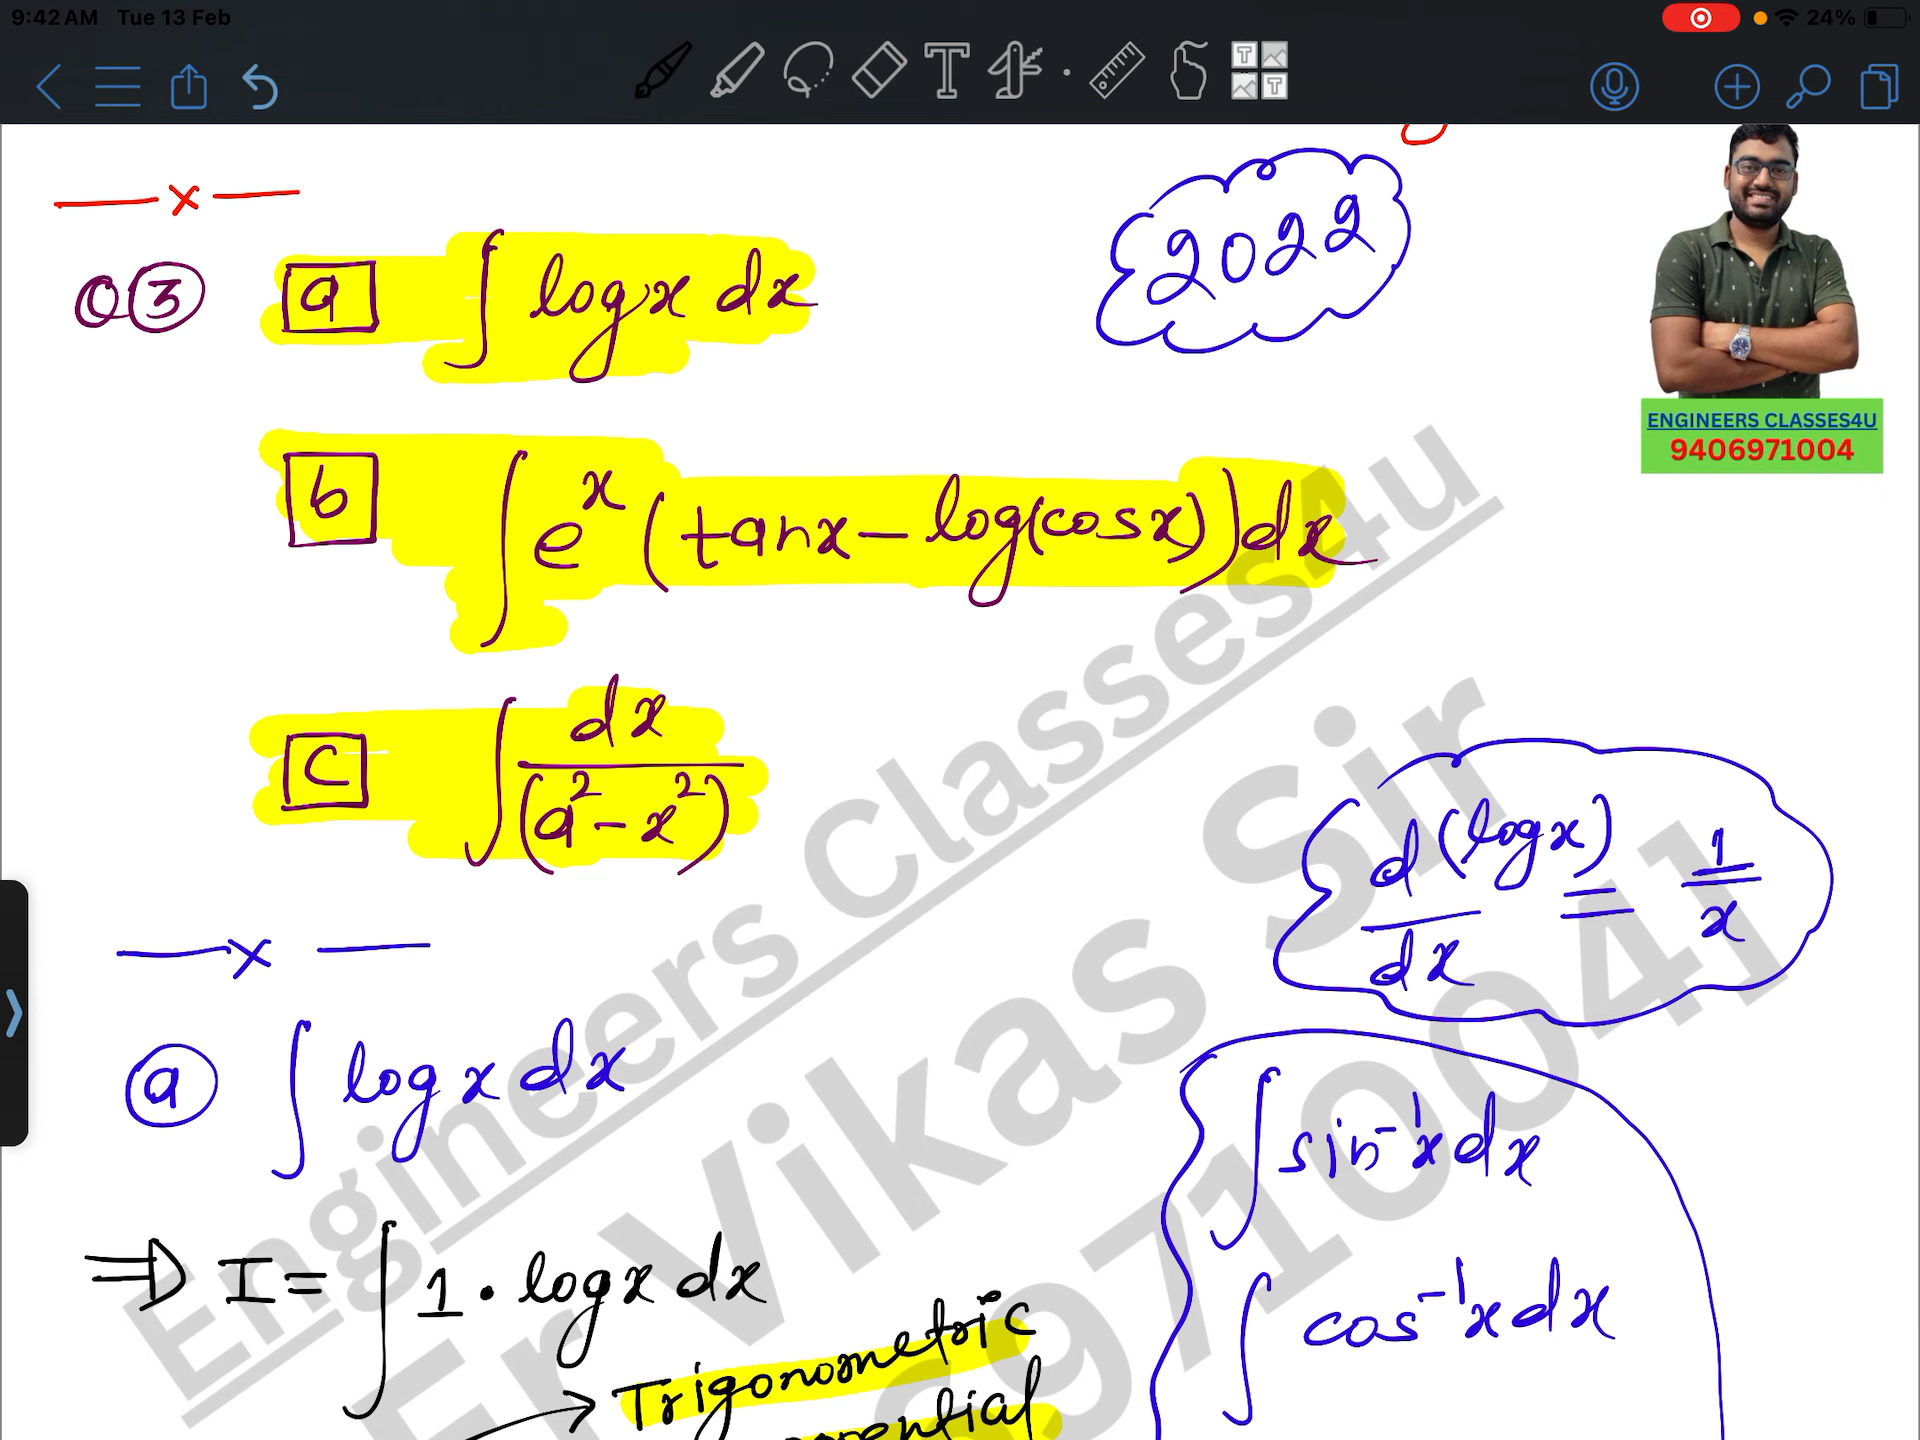 9:42 AM Tue 13 Feb
24%
2022
Q③ a ∫ log x dx
ENGINEERS CLASSES4U
9406971004
b ∫ e^x (tanx - log(cosx)) dx
c ∫ dx / (a² - x²)
d(log x) / dx = 1/x
ⓐ ∫ log x dx
∫ sin⁻¹x dx
⇒ I = ∫ 1 · log x dx
∫ cos⁻¹x dx
Trigonometric
Engineers Classes4u
Er Vikas Sir